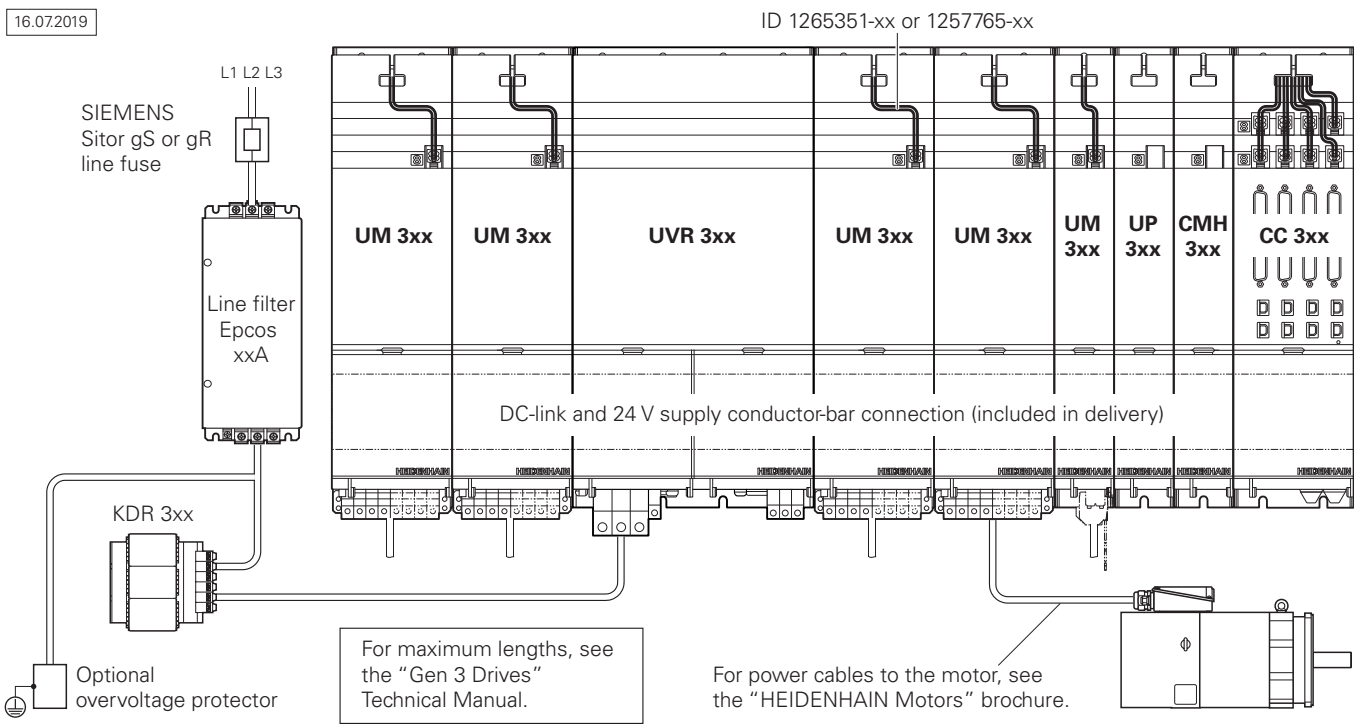 16.07.2019
ID 1265351-xx or 1257765-xx
L1 L2 L3
SIEMENS
Sitor gS or gR
line fuse
UM 3xx
UM 3xx
UVR 3xx
UM 3xx
UM 3xx
UM
3xx
UP
3xx
CMH
3xx
CC 3xx
Line filter
Epcos
xxA
DC-link and 24 V supply conductor-bar connection (included in delivery)
HEIDENHAIN
HEIDENHAIN
HEIDENHAIN
HEIDENHAIN
HEIDENHAIN
HEIDENHAIN
HEIDENHAIN
HEIDENHAIN
HEIDENHAIN
KDR 3xx
For maximum lengths, see
the “Gen 3 Drives”
Technical Manual.
For power cables to the motor, see
the “HEIDENHAIN Motors” brochure.
Optional
overvoltage protector